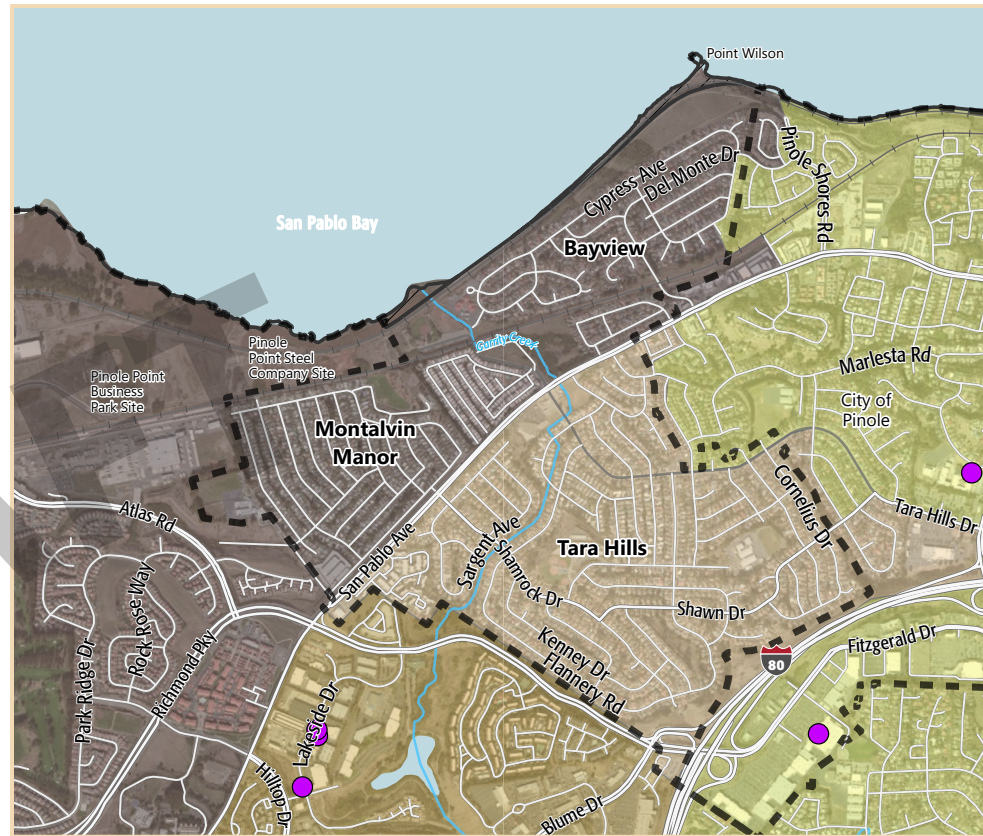 Point Wilson
Pinole Shores Rd
Cypress Ave
Del Monte Dr
San Pablo Bay
Bayview
Garrity Creek
Pinole
Point Steel
Company Site
Marlesta Rd
Pinole Point
Business
Park Site
City of
Pinole
Montalvin
Manor
Cornelius Dr
Atlas Rd
Tara Hills Dr
San Pablo Ave
Sargent Ave
Tara Hills
Shamrock Dr
Rock Rose Way
Shawn Dr
Park Ridge Dr
Richmond Pky
Kenney Dr
Fitzgerald Dr
80
Flannery Rd
Lakeside Dr
Hilltop Dr
Blume Dr